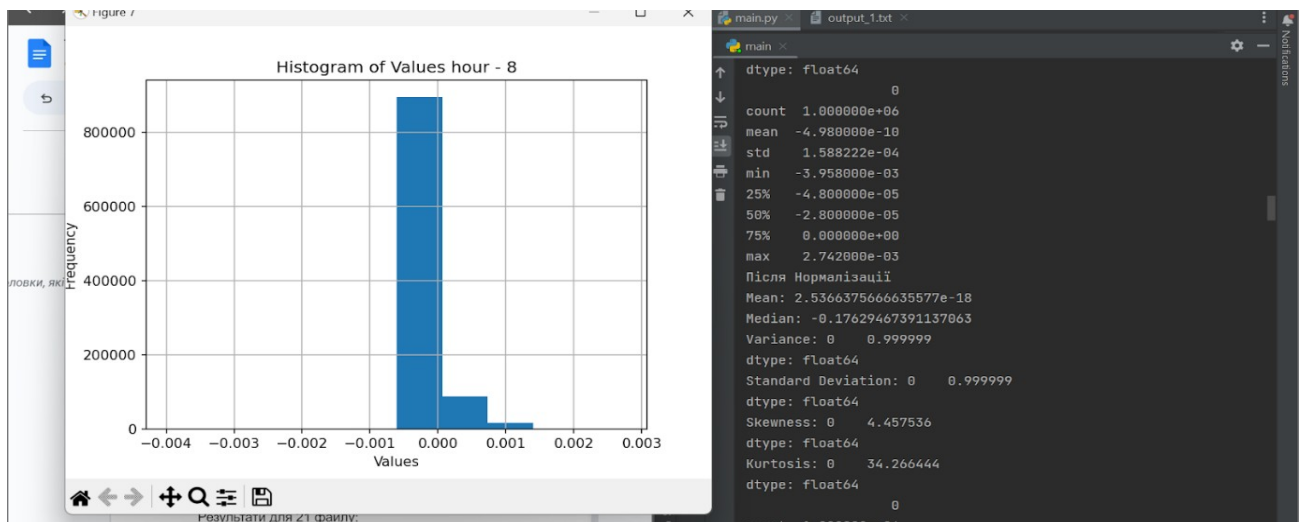 Figure 7
Histogram of Values hour - 8
800000
600000
400000
200000
0
Frequency
−0.004 −0.003 −0.002 −0.001 0.000 0.001 0.002 0.003
Values
Результати для 21 файлу:
ловки, які
main.py output_1.txt
main
Notifications
dtype: float64
0
count 1.000000e+06
mean -4.980000e-10
std 1.588222e-04
min -3.958000e-03
25% -4.800000e-05
50% -2.800000e-05
75% 0.000000e+00
max 2.742000e-03
Після Нормалізації
Mean: 2.5366375666635577e-18
Median: -0.17629467391137063
Variance: 0 0.999999
dtype: float64
Standard Deviation: 0 0.999999
dtype: float64
Skewness: 0 4.457536
dtype: float64
Kurtosis: 0 34.266444
dtype: float64
0